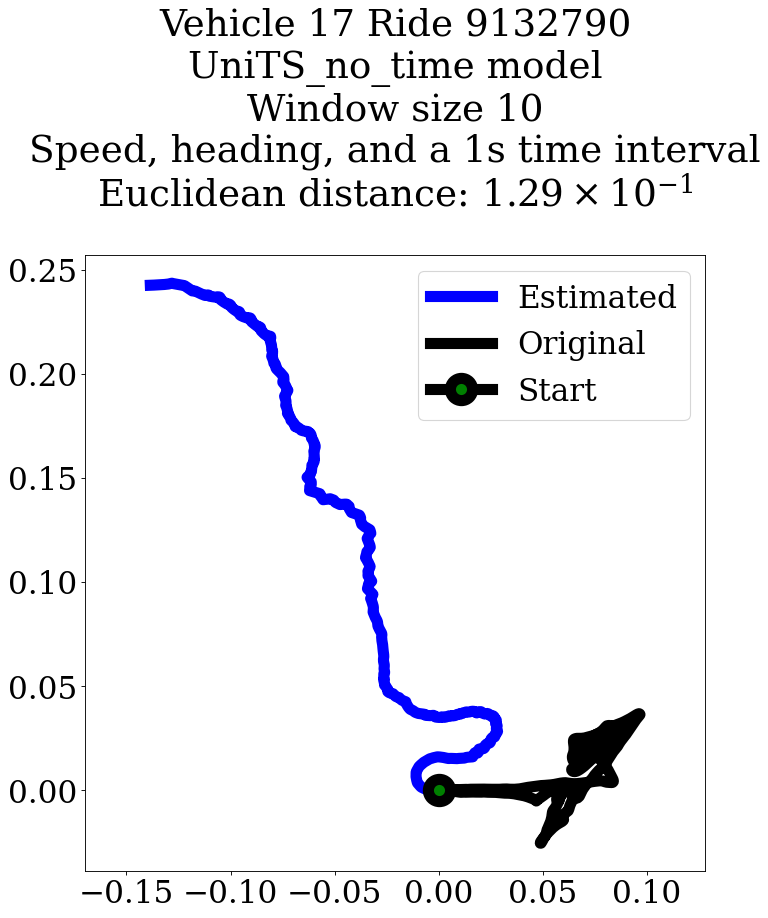 Vehicle 17 Ride 9132790
UniTS_no_time model
Window size 10
Speed, heading, and a 1s time interval
Euclidean distance: 1.29 × 10⁻¹
Estimated
Original
Start
0.25
0.20
0.15
0.10
0.05
0.00
−0.15 −0.10 −0.05 0.00 0.05 0.10